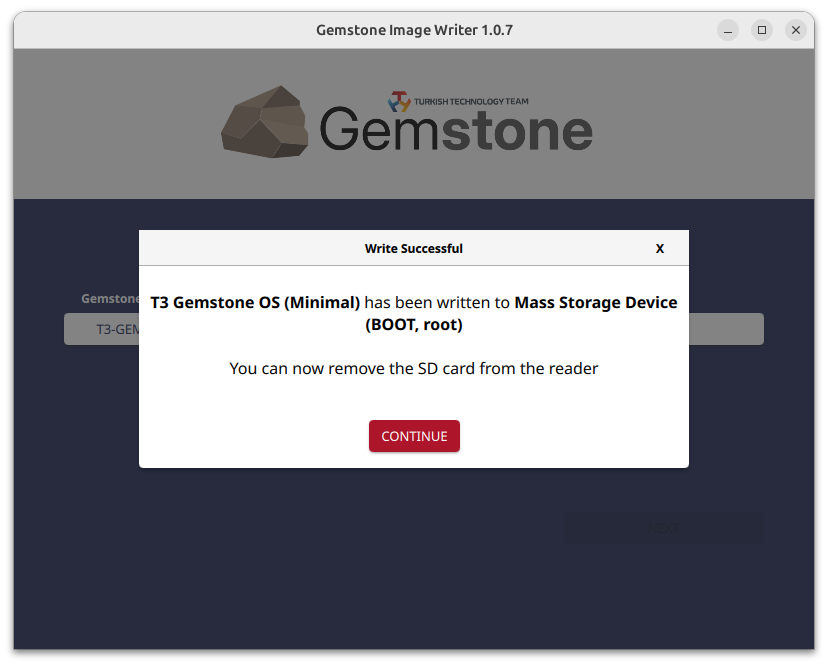 Gemstone Image Writer 1.0.7
TURKISH TECHNOLOGY TEAM
Gemstone
Write Successful
X
Gemstone
T3-GEM
T3 Gemstone OS (Minimal) has been written to Mass Storage Device
(BOOT, root)
You can now remove the SD card from the reader
CONTINUE
NEXT